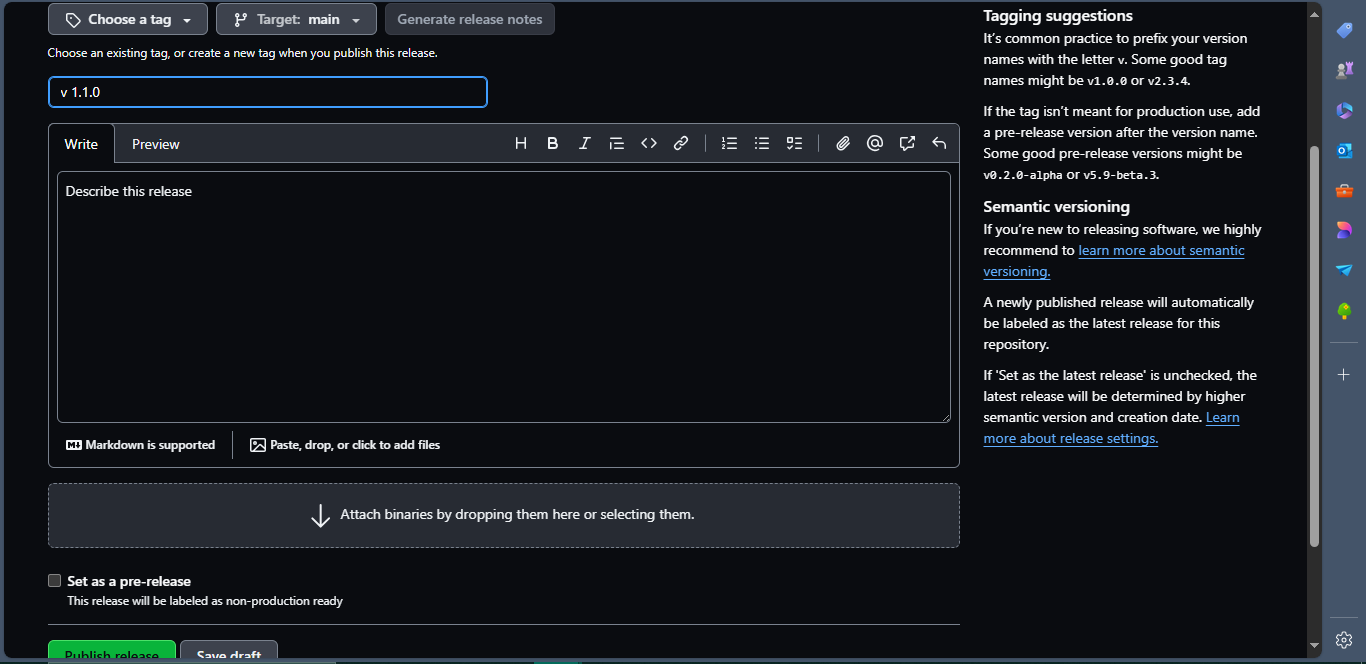 Choose a tag
Target: main
Generate release notes
Choose an existing tag, or create a new tag when you publish this release.
v 1.1.0
Write
Preview
H B I
Describe this release
Markdown is supported
Paste, drop, or click to add files
Attach binaries by dropping them here or selecting them.
Set as a pre-release
This release will be labeled as non-production ready
Publish release
Save draft
Tagging suggestions
It's common practice to prefix your version
names with the letter v. Some good tag
names might be v1.0.0 or v2.3.4.
If the tag isn't meant for production use, add
a pre-release version after the version name.
Some good pre-release versions might be
v0.2.0-alpha or v5.9-beta.3.
Semantic versioning
If you're new to releasing software, we highly
recommend to learn more about semantic
versioning.
A newly published release will automatically
be labeled as the latest release for this
repository.
If 'Set as the latest release' is unchecked, the
latest release will be determined by higher
semantic version and creation date. Learn
more about release settings.